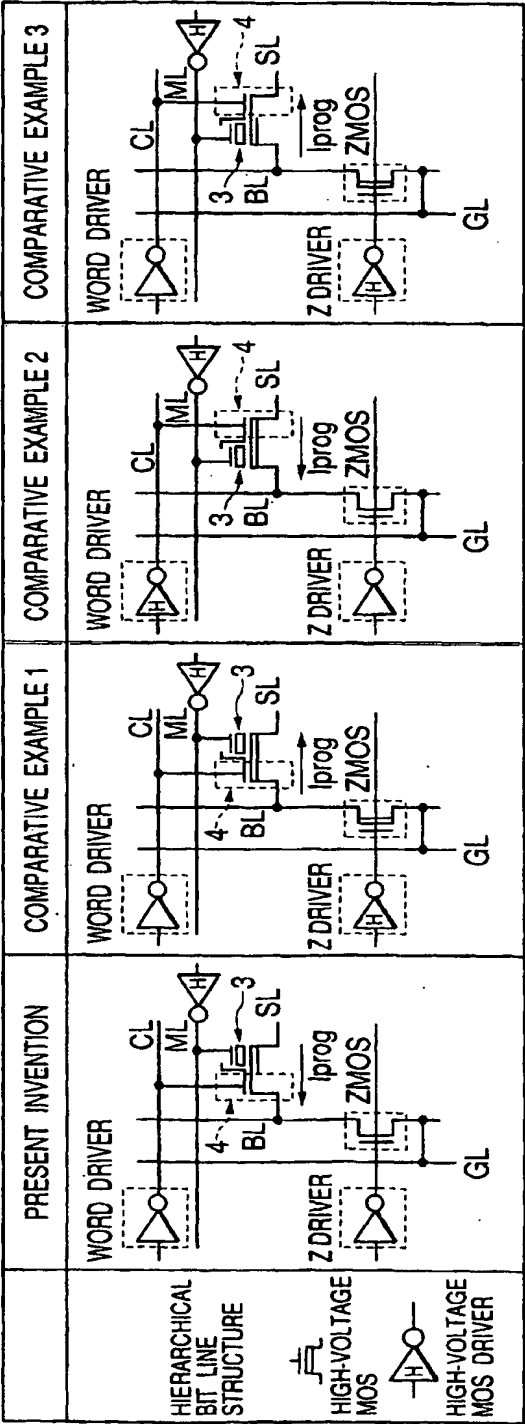 HIERARCHICAL
BIT LINE
STRUCTURE
HIGH-VOLTAGE
MOS
H
HIGH-VOLTAGE
MOS DRIVER
PRESENT INVENTION
WORD DRIVER
CL
ML
H
3
4
BL
SL
Iprog
Z DRIVER
ZMOS
GL
COMPARATIVE EXAMPLE 1
WORD DRIVER
CL
ML
H
3
4
BL
SL
Iprog
Z DRIVER
H
ZMOS
GL
COMPARATIVE EXAMPLE 2
WORD DRIVER
H
CL
ML
H
4
3
BL
SL
Iprog
Z DRIVER
ZMOS
GL
COMPARATIVE EXAMPLE 3
WORD DRIVER
CL
ML
H
4
3
BL
SL
Iprog
Z DRIVER
H
ZMOS
GL